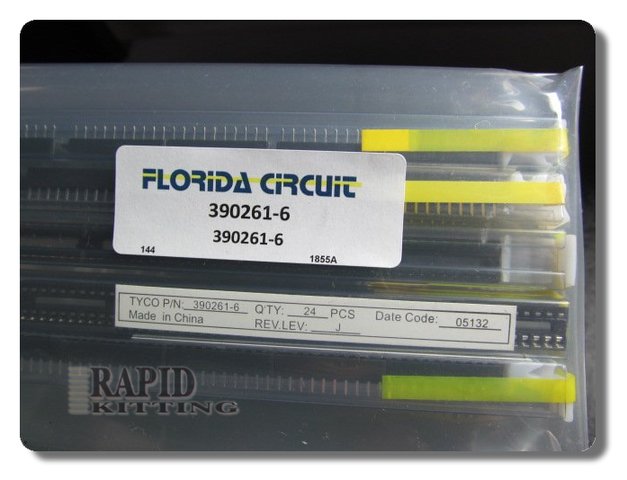 FLORIDA CIRCUIT
390261-6
390261-6
144 1855A
TYCO P/N: 390261-6 Q'TY: 24 PCS Date Code: 05132
Made in China REV.LEV: J
RAPID
KITTING